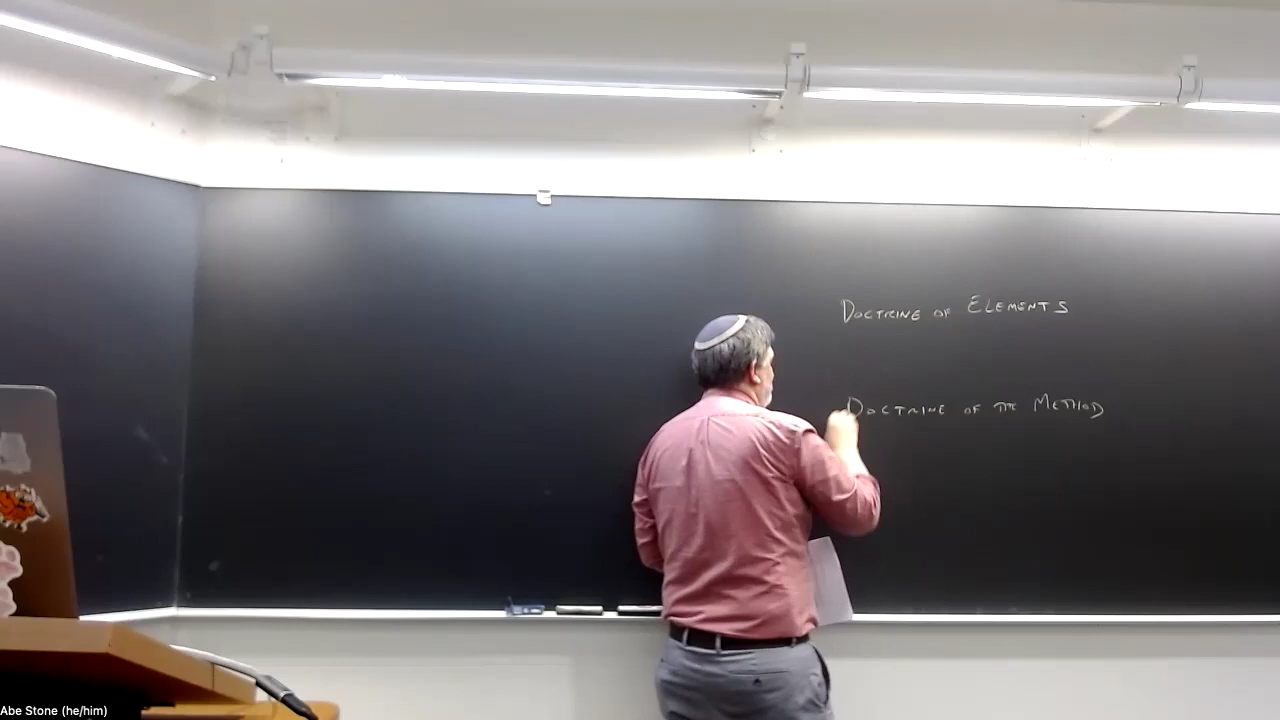 DOCTRINE OF ELEMENTS
DOCTRINE OF THE METHOD
Abe Stone (he/him)